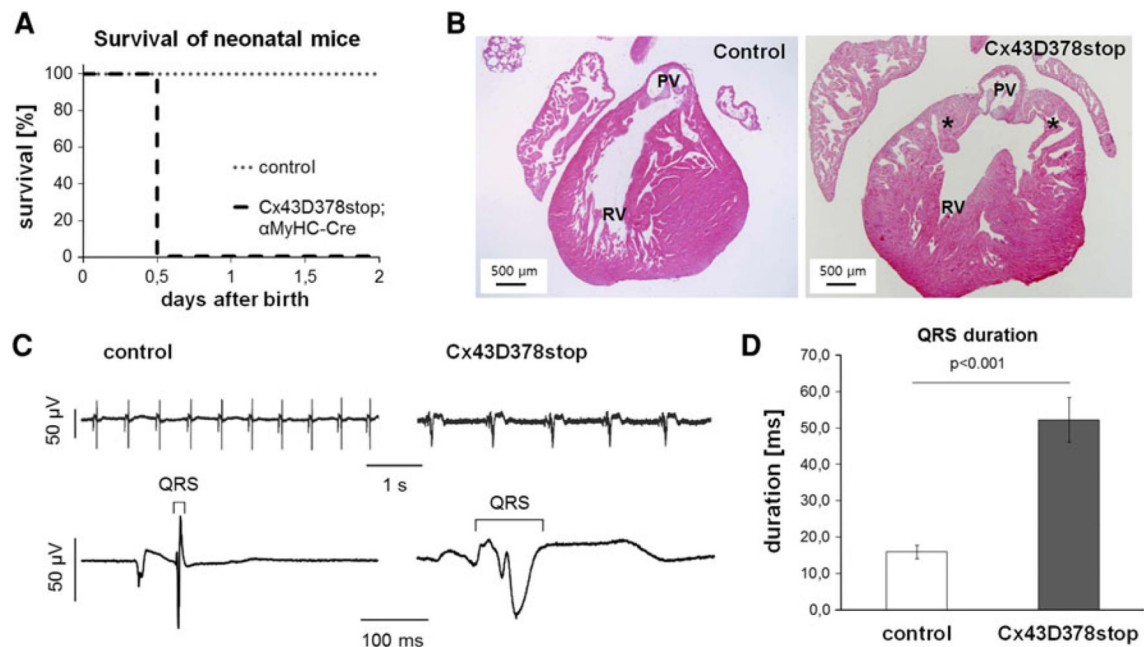 A
Survival of neonatal mice
survival [%]
100
80
60
40
20
0
0
0,5
1
1,5
2
days after birth
control
Cx43D378stop;
αMyHC-Cre
B
Control
PV
RV
500 µm
Cx43D378stop
PV
*
*
RV
500 µm
C
control
Cx43D378stop
50 µV
1 s
QRS
QRS
50 µV
100 ms
D
QRS duration
p<0.001
duration [ms]
70,0
60,0
50,0
40,0
30,0
20,0
10,0
0,0
control
Cx43D378stop